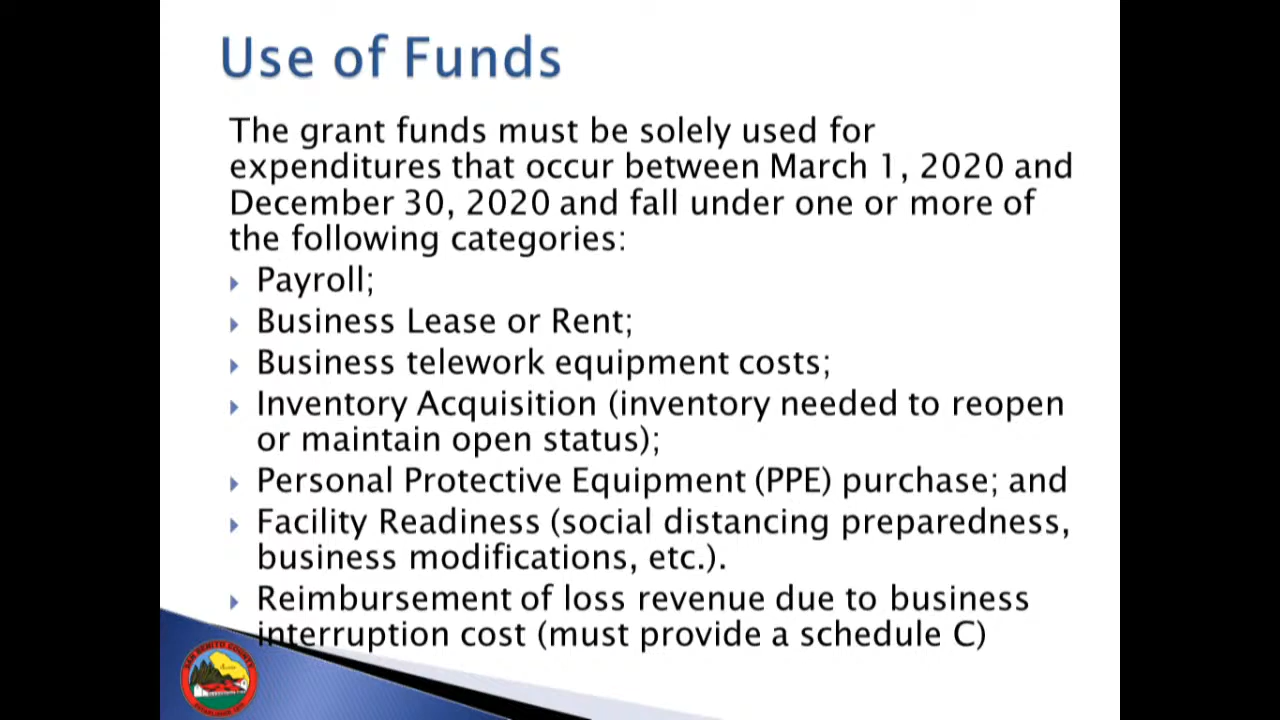 Use of Funds
The grant funds must be solely used for
expenditures that occur between March 1, 2020 and
December 30, 2020 and fall under one or more of
the following categories:
Payroll;
Business Lease or Rent;
Business telework equipment costs;
Inventory Acquisition (inventory needed to reopen
or maintain open status);
Personal Protective Equipment (PPE) purchase; and
Facility Readiness (social distancing preparedness,
business modifications, etc.).
Reimbursement of loss revenue due to business
interruption cost (must provide a schedule C)
SAN BENITO COUNTY